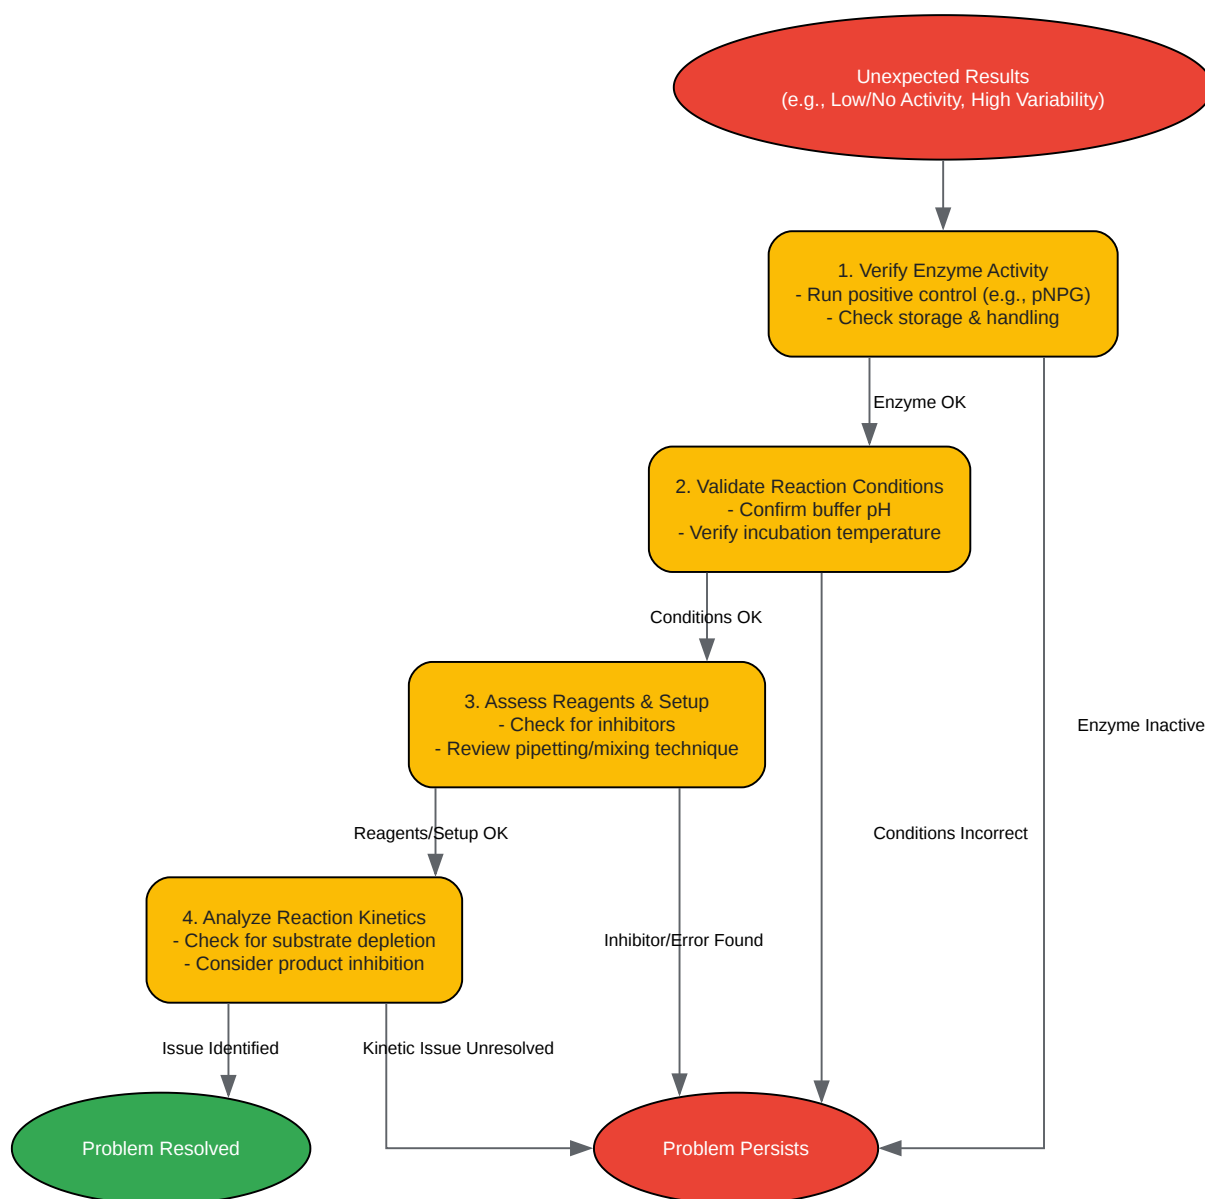 Unexpected Results
(e.g., Low/No Activity, High Variability)
1. Verify Enzyme Activity
- Run positive control (e.g., pNPG)
- Check storage & handling
Enzyme OK
2. Validate Reaction Conditions
- Confirm buffer pH
- Verify incubation temperature
Conditions OK
3. Assess Reagents & Setup
- Check for inhibitors
- Review pipetting/mixing technique
Enzyme Inactive
Reagents/Setup OK
Conditions Incorrect
4. Analyze Reaction Kinetics
- Check for substrate depletion
- Consider product inhibition
Inhibitor/Error Found
Issue Identified
Kinetic Issue Unresolved
Problem Resolved
Problem Persists